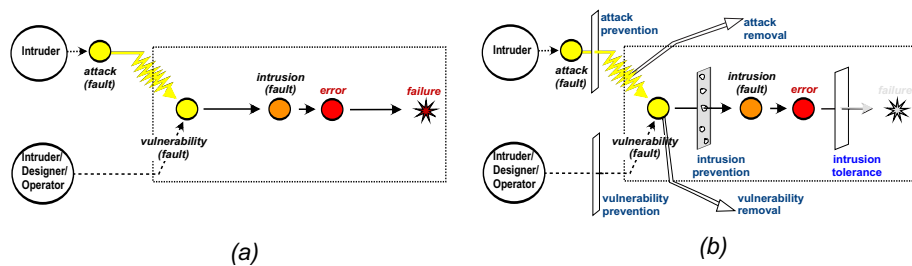 Intruder
attack
(fault)
intrusion
(fault)
error
failure
vulnerability
(fault)
Intruder/
Designer/
Operator
(a)
attack
prevention
attack
removal
Intruder
attack
(fault)
intrusion
(fault)
error
failure
vulnerability
(fault)
intrusion
prevention
intrusion
tolerance
Intruder/
Designer/
Operator
vulnerability
prevention
vulnerability
removal
(b)